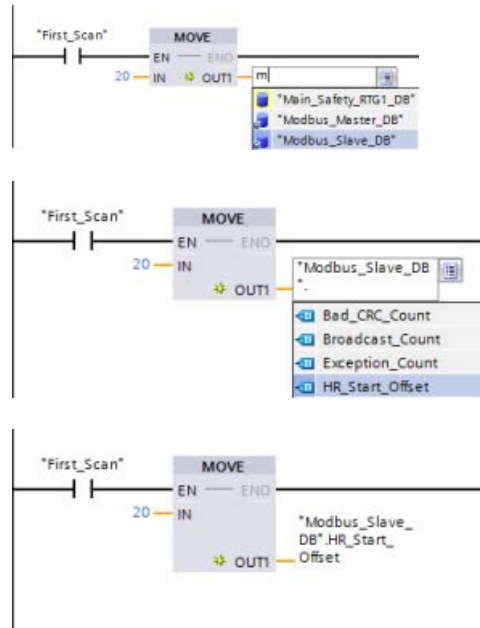 "First_Scan"
MOVE
EN
ENO
20
IN
OUT1
m
"Main_Safety_RTG1_DB"
"Modbus_Master_DB"
"Modbus_Slave_DB"
"First_Scan"
MOVE
EN
ENO
20
IN
OUT1
"Modbus_Slave_DB
".
Bad_CRC_Count
Broadcast_Count
Exception_Count
HR_Start_Offset
"First_Scan"
MOVE
EN
ENO
20
IN
OUT1
"Modbus_Slave_
DB".HR_Start_
Offset